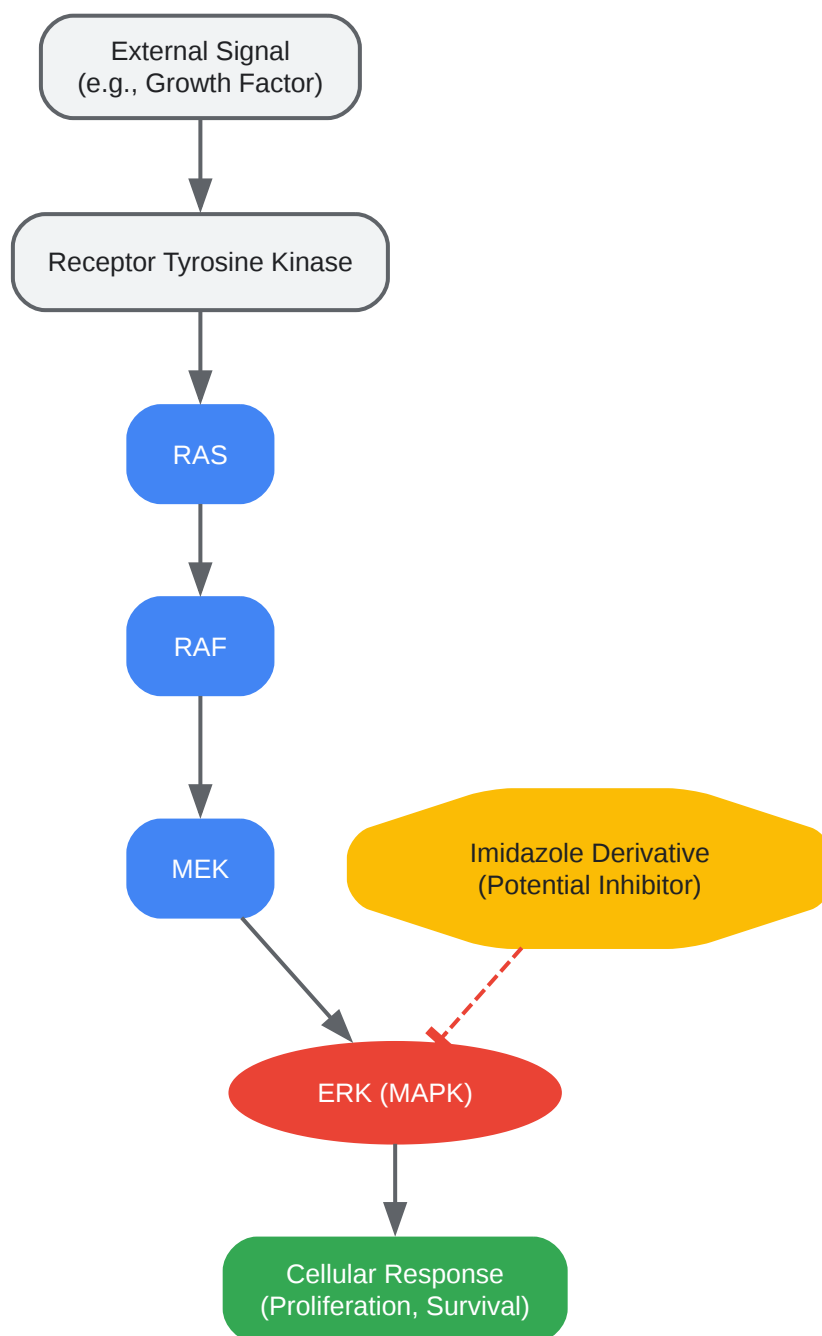 External Signal
(e.g., Growth Factor)
Receptor Tyrosine Kinase
RAS
RAF
MEK
Imidazole Derivative
(Potential Inhibitor)
ERK (MAPK)
Cellular Response
(Proliferation, Survival)